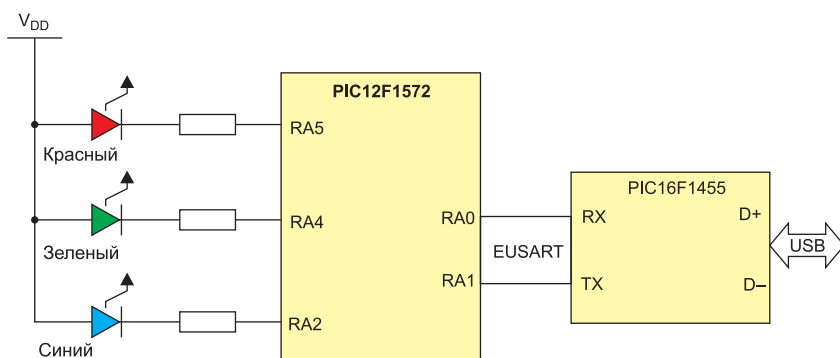 VDD
PIC12F1572
RA5
Красный
PIC16F1455
RA4
RA0
RX
D+
Зеленый
EUSART
USB
RA1
TX
D–
RA2
Синий